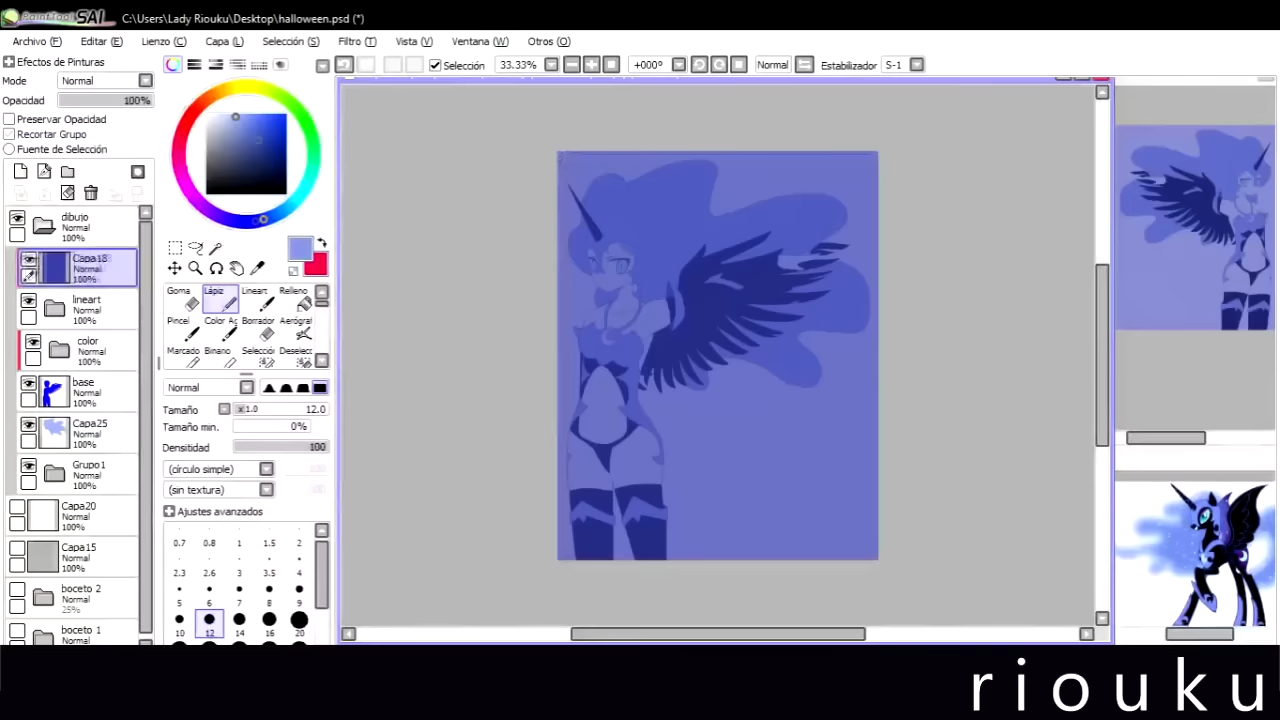 PaintTool SAI C:\Users\Lady Riouku\Desktop\halloween.psd (*)
Archivo (F) Editar (E) Lienzo (C) Capa (L) Selección (S) Filtro (T) Vista (V) Ventana (W) Otros (O)
Selección 33.33% +000° Normal Estabilizador S-1
Efectos de Pinturas
Mode Normal
Opacidad 100%
Preservar Opacidad
Recortar Grupo
Fuente de Selección
dibujo
Normal
100%
Capa18
Normal
100%
lineart
Normal
100%
color
Normal
100%
base
Normal
100%
Capa25
Normal
100%
Grupo1
Normal
100%
Capa20
Normal
100%
Capa15
Normal
100%
boceto 2
25%
boceto 1
Normal
Goma Lápiz Lineart Relleno
Pincel Color Ac Borrador Aerógraf
Marcado Binano Selecció Deselecc
Normal
Tamaño x1.0 12.0
Tamaño min. 0%
Densitidad 100
(círculo simple)
(sin textura)
Ajustes avanzados
0.7 0.8 1 1.5 2
2.3 2.6 3 3.5 4
5 6 7 8 9
10 12 14 16 20
riouku